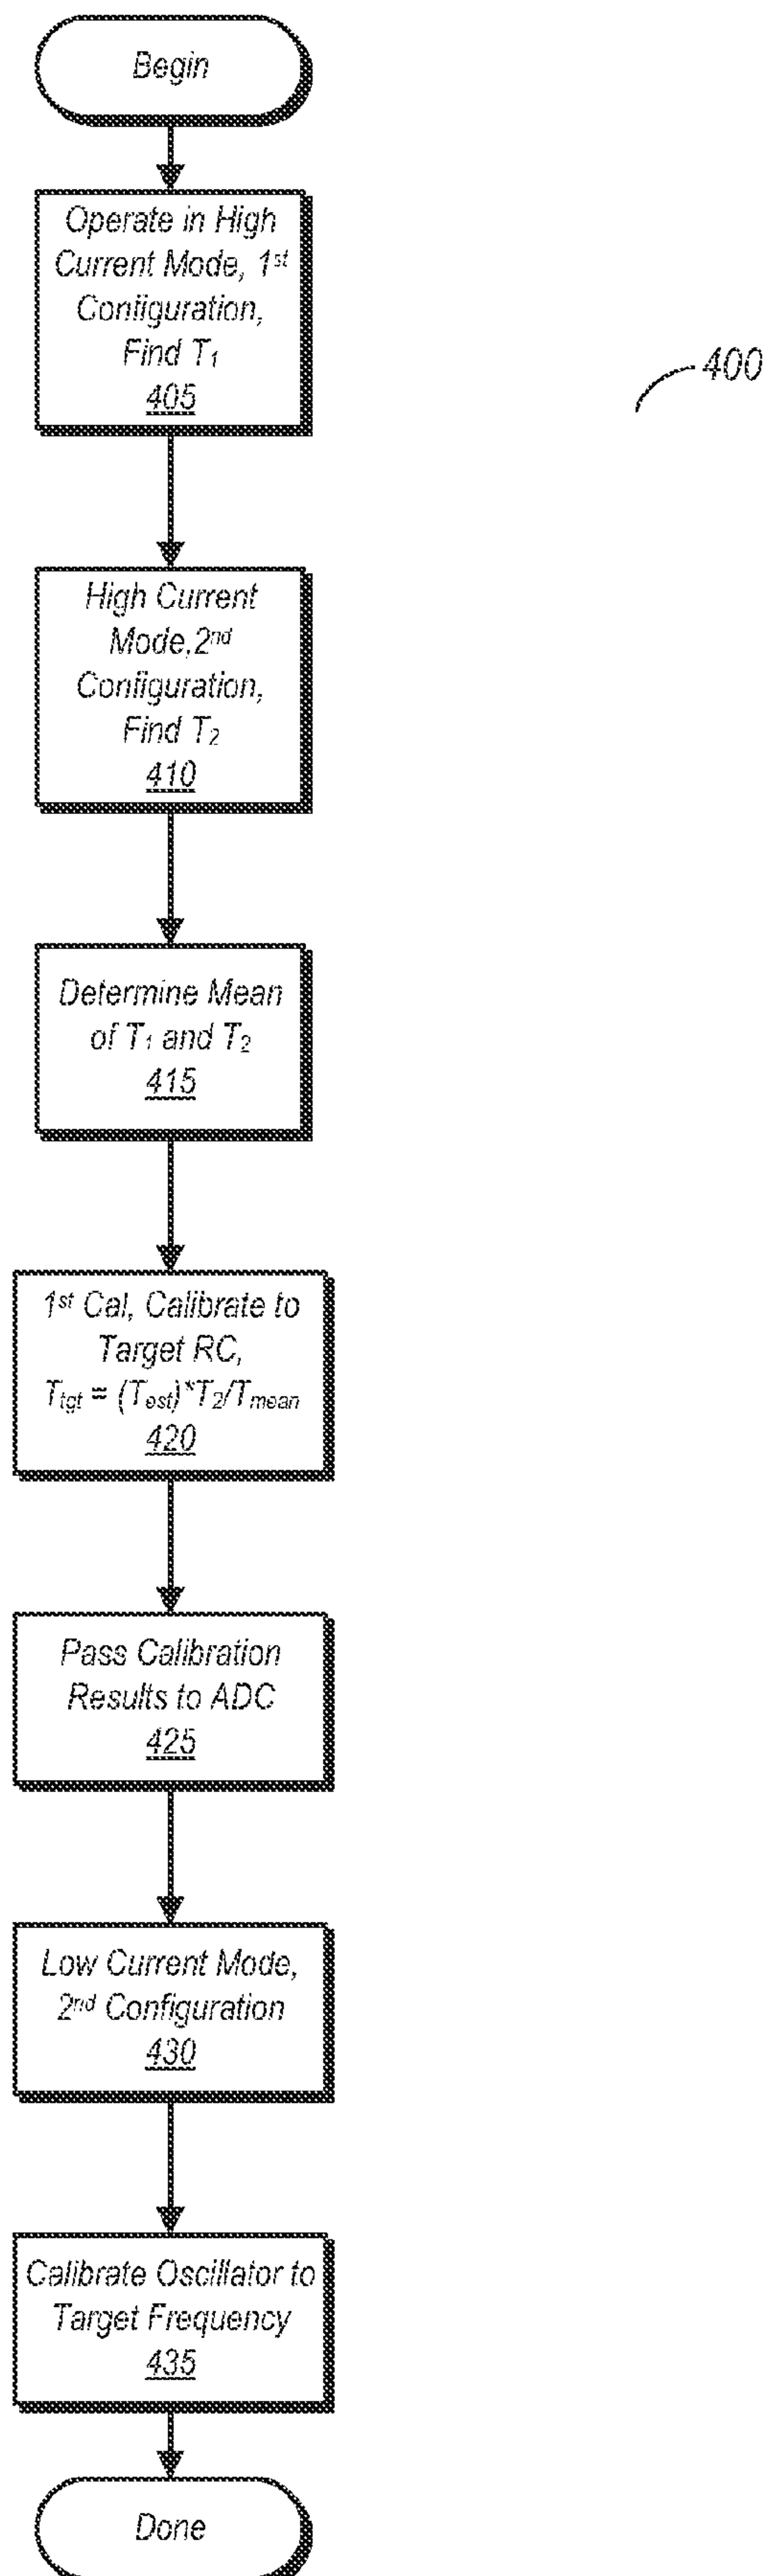 Begin
Operate in High
Current Mode, 1st
Configuration,
Find T1
405
400
High Current
Mode,2nd
Configuration,
Find T2
410
Determine Mean
of T1 and T2
415
1st Cal, Calibrate to
Target RC,
Ttgt = (Test)*T2/Tmean
420
Pass Calibration
Results to ADC
425
Low Current Mode,
2nd Configuration
430
Calibrate Oscillator to
Target Frequency
435
Done